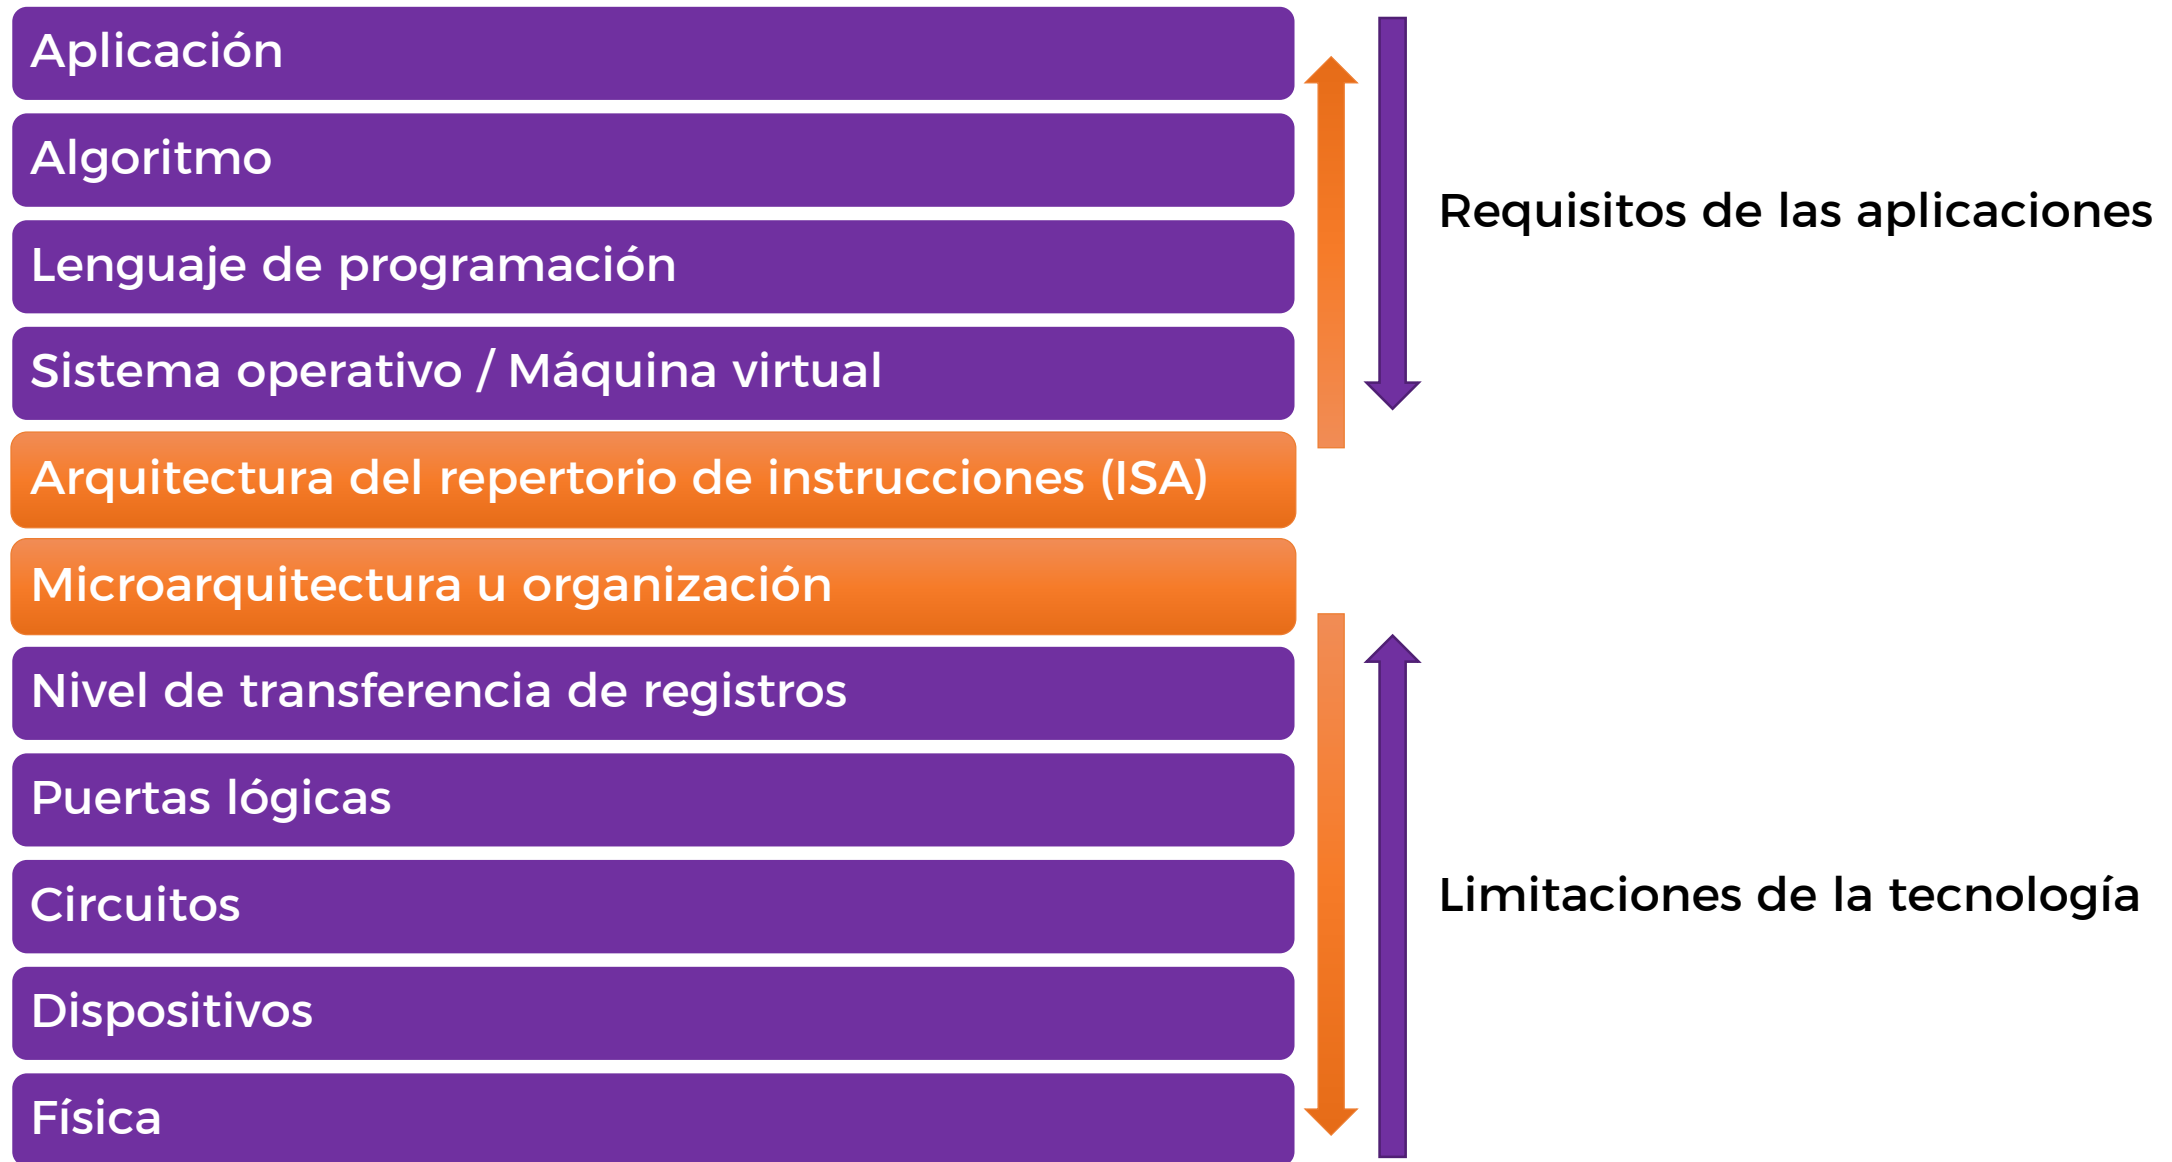 Aplicación
Algoritmo
Requisitos de las aplicaciones
Lenguaje de programación
Sistema operativo / Máquina virtual
Arquitectura del repertorio de instrucciones (ISA)
Microarquitectura u organización
Nivel de transferencia de registros
Puertas lógicas
Circuitos
Limitaciones de la tecnología
Dispositivos
Física